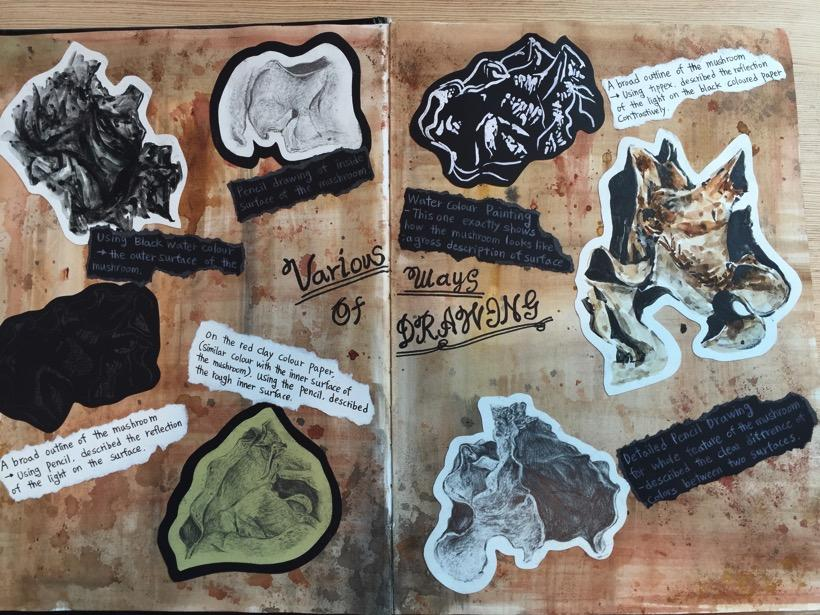 Pencil drawing of inside
surface of the mushroom
Using Black water colour
→ the outer surface of the
mushroom.
Various Ways
Of DRAWING
On the red clay colour paper,
(similar colour with the inner surface of
the mushroom), Using the pencil, described
the rough inner surface.
A broad outline of the mushroom
→ Using pencil, described the reflection
of the light on the surface.
A broad outline of the mushroom
→ Using tippex, described the reflection
of the light on the black coloured paper
Contrastively.
Water colour Painting
- This one exactly shows
how the mushroom looks like
a gross description of surface
Detailed Pencil Drawing
for whole texture of the mushroom
- described the clear diffrence of
colors between two surfaces.